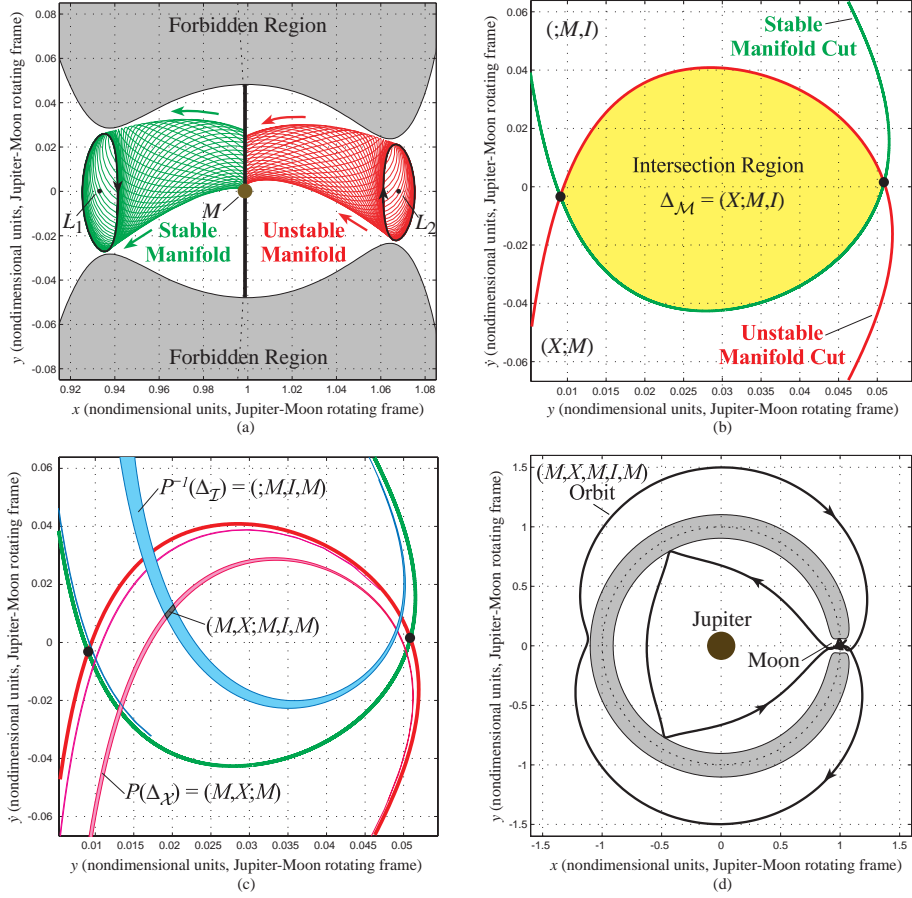 Forbidden Region
L1
M
L2
Stable
Manifold
Unstable
Manifold
Forbidden Region
0.08
0.06
0.04
0.02
0
-0.02
-0.04
-0.06
-0.08
0.92
0.94
0.96
0.98
1
1.02
1.04
1.06
1.08
y (nondimensional units, Jupiter-Moon rotating frame)
x (nondimensional units, Jupiter-Moon rotating frame)
(a)
(;M,I)
Stable
Manifold Cut
Intersection Region
Δℳ = (X;M,I)
(X;M)
Unstable
Manifold Cut
0.06
0.04
0.02
0
-0.02
-0.04
-0.06
0.01
0.015
0.02
0.025
0.03
0.035
0.04
0.045
0.05
ẏ (nondimensional units, Jupiter-Moon rotating frame)
y (nondimensional units, Jupiter-Moon rotating frame)
(b)
P⁻¹(Δℐ) = (;M,I,M)
(M,X;M,I,M)
P(Δ𝒳) = (M,X;M)
0.06
0.04
0.02
0
-0.02
-0.04
-0.06
0.01
0.015
0.02
0.025
0.03
0.035
0.04
0.045
0.05
ẏ (nondimensional units, Jupiter-Moon rotating frame)
y (nondimensional units, Jupiter-Moon rotating frame)
(c)
(M,X,M,I,M)
Orbit
Jupiter
Moon
1.5
1
0.5
0
-0.5
-1.0
-1.5
-1.5
-1
-0.5
0
0.5
1
1.5
y (nondimensional units, Jupiter-Moon rotating frame)
x (nondimensional units, Jupiter-Moon rotating frame)
(d)